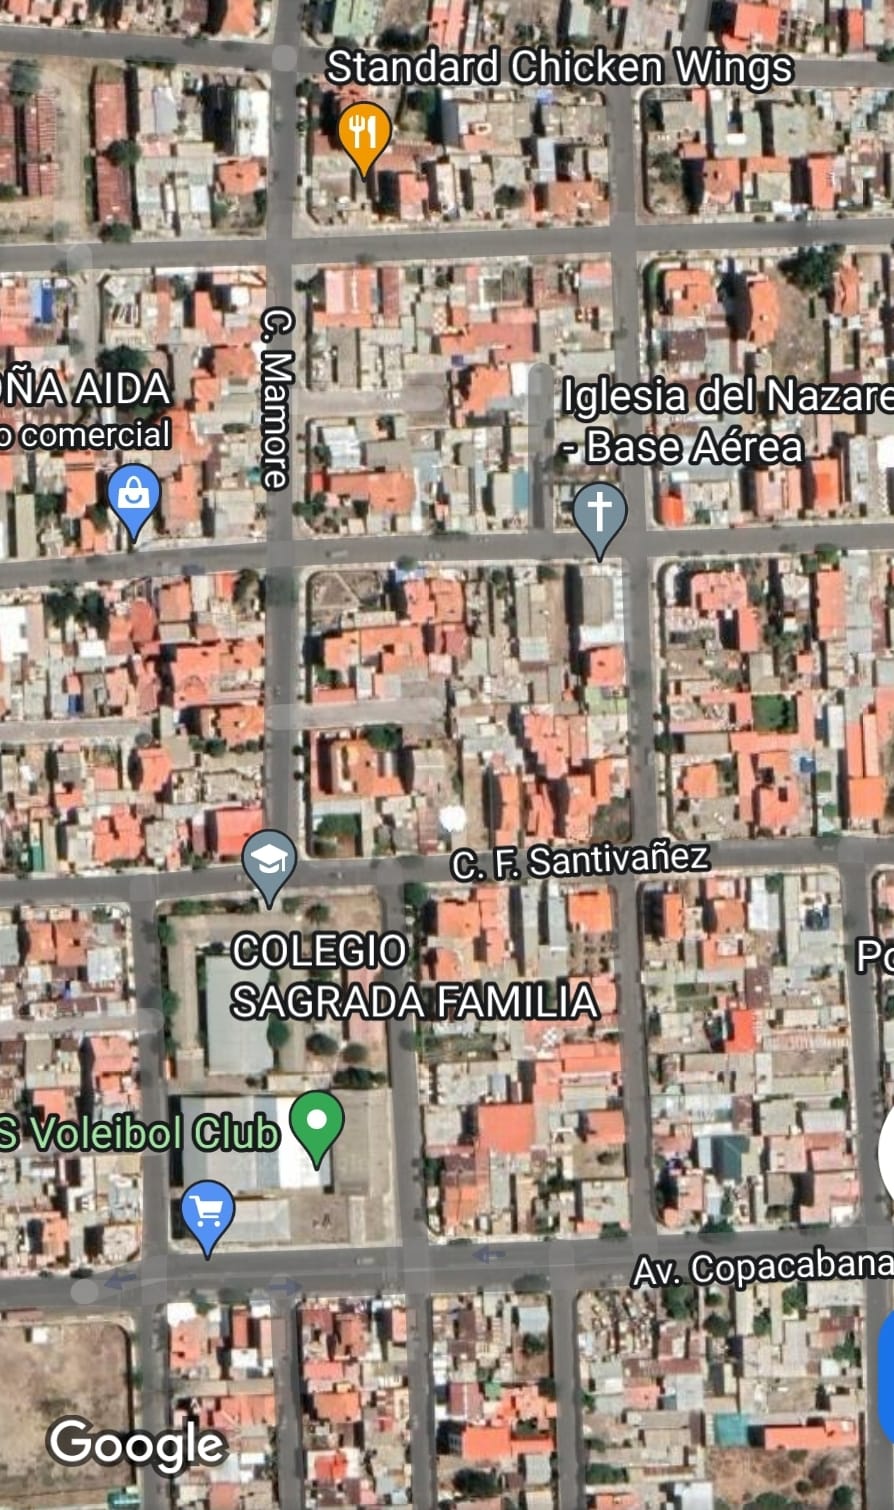 Standard Chicken Wings
C. Mamore
ÑA AIDA
o comercial
Iglesia del Nazare
- Base Aérea
C. F. Santivañez
COLEGIO
SAGRADA FAMILIA
Po
S Voleibol Club
Av. Copacabana
Google